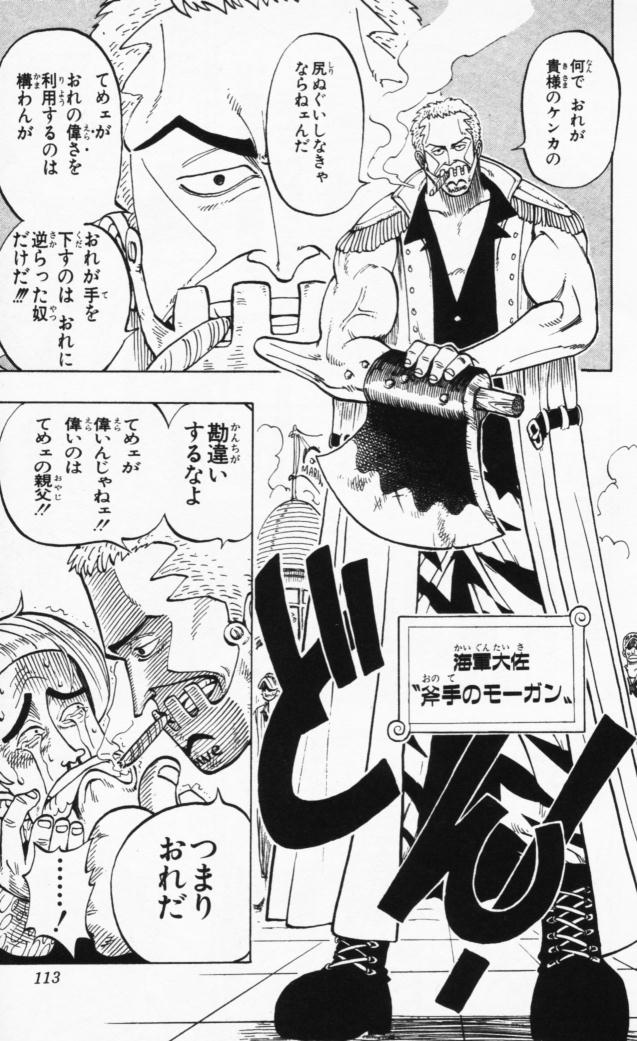 何で おれが
貴様のケンカの
尻ぬぐいしなきゃ
ならねェんだ
てめェが
おれの偉さを
利用するのは
構わんが
おれが手を
下すのは おれに
逆らった奴
だけだ!!!!
海軍大佐
〝斧手のモーガン〟
ドン!
勘違い
するなよ
てめェが
偉いんじゃねェ!!
偉いのは
てめェの親父!!
つまり
おれだ
……!
113